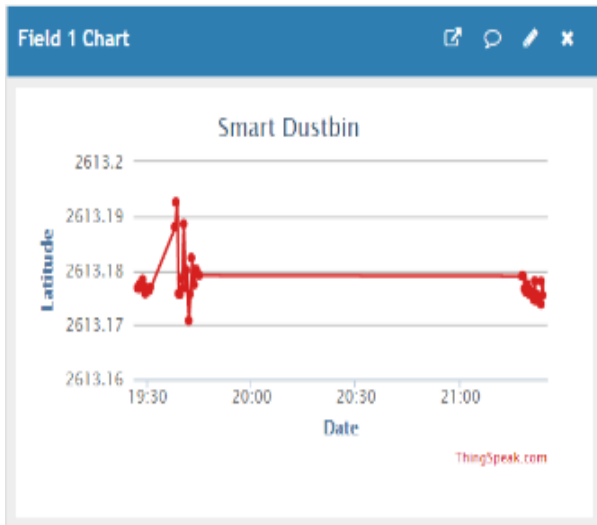 Field 1 Chart
Smart Dustbin
2613.2
2613.19
2613.18
2613.17
2613.16
Latitude
19:30 20:00 20:30 21:00
Date
ThingSpeak.com